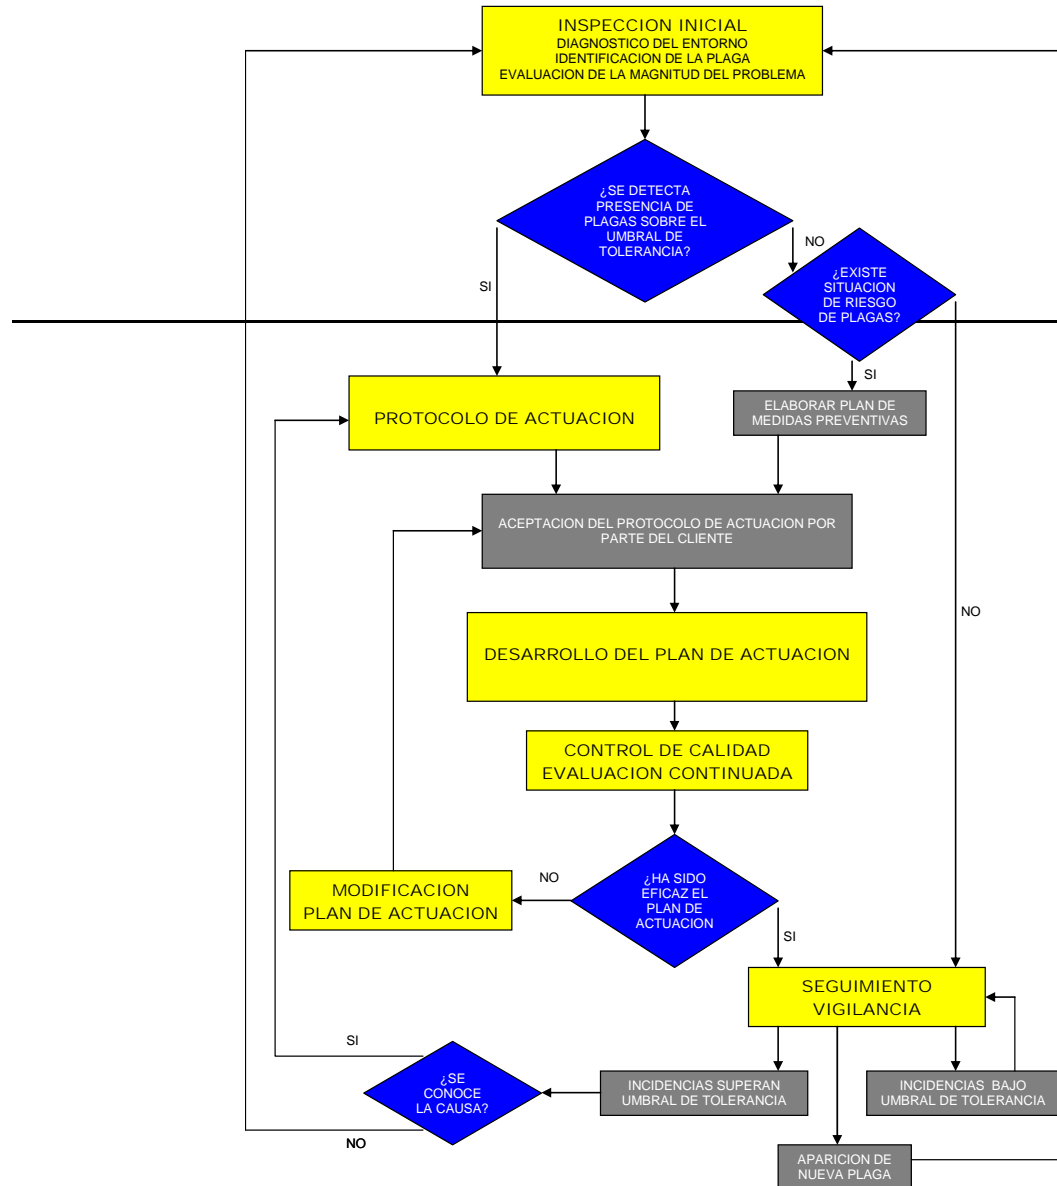 INSPECCION INICIAL
DIAGNOSTICO DEL ENTORNO
IDENTIFICACION DE LA PLAGA
EVALUACION DE LA MAGNITUD DEL PROBLEMA
¿SE DETECTA
PRESENCIA DE
PLAGAS SOBRE EL
UMBRAL DE
TOLERANCIA?
NO
SI
¿EXISTE
SITUACION
DE RIESGO
DE PLAGAS?
SI
PROTOCOLO DE ACTUACION
ELABORAR PLAN DE
MEDIDAS PREVENTIVAS
ACEPTACION DEL PROTOCOLO DE ACTUACION POR
PARTE DEL CLIENTE
NO
DESARROLLO DEL PLAN DE ACTUACION
CONTROL DE CALIDAD
EVALUACION CONTINUADA
MODIFICACION
PLAN DE ACTUACION
NO
¿HA SIDO
EFICAZ EL
PLAN DE
ACTUACION
SI
SEGUIMIENTO
VIGILANCIA
SI
¿SE
CONOCE
LA CAUSA?
NO
INCIDENCIAS SUPERAN
UMBRAL DE TOLERANCIA
INCIDENCIAS BAJO
UMBRAL DE TOLERANCIA
APARICION DE
NUEVA PLAGA